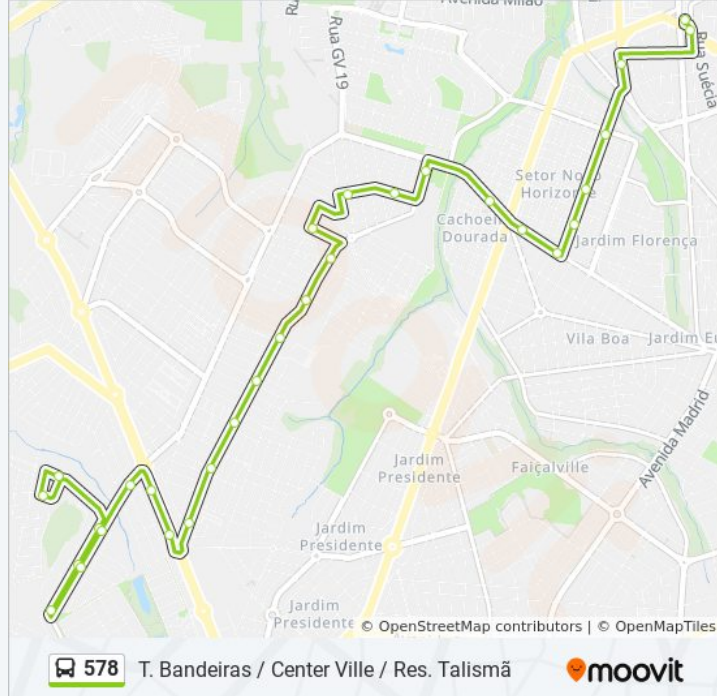 Avenida Milão
Rua
Rua GV 19
Rua Suécia
Setor Novo
Horizonte
Cachoeira
Dourada
Jardim Florença
Vila Boa
Jardim Eu
Avenida Madrid
Jardim
Presidente
Faiçalville
Jardim
Presidente
Jardim
Presidente
© OpenStreetMap contributors | © OpenMapTiles
578 T. Bandeiras / Center Ville / Res. Talismã
moovit